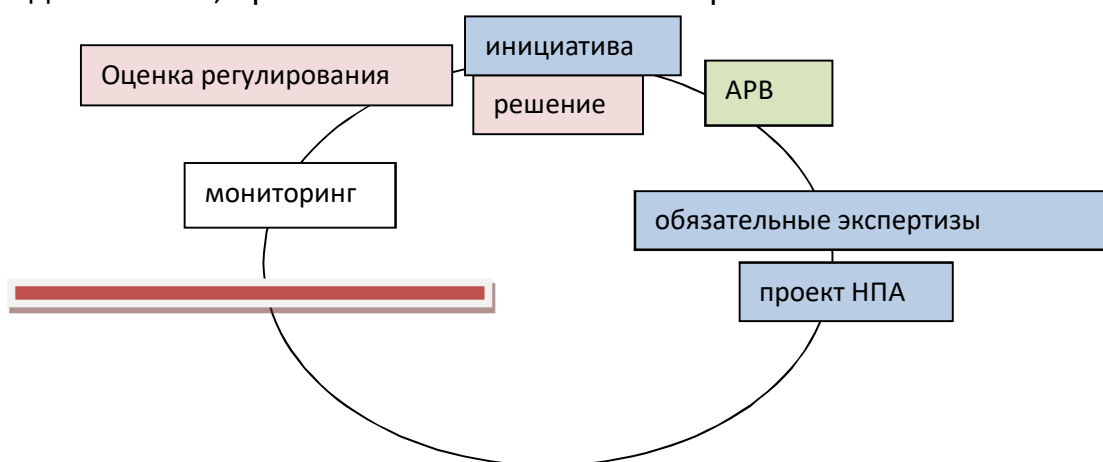 инициатива
Оценка регулирования
решение
АРВ
мониторинг
обязательные экспертизы
проект НПА